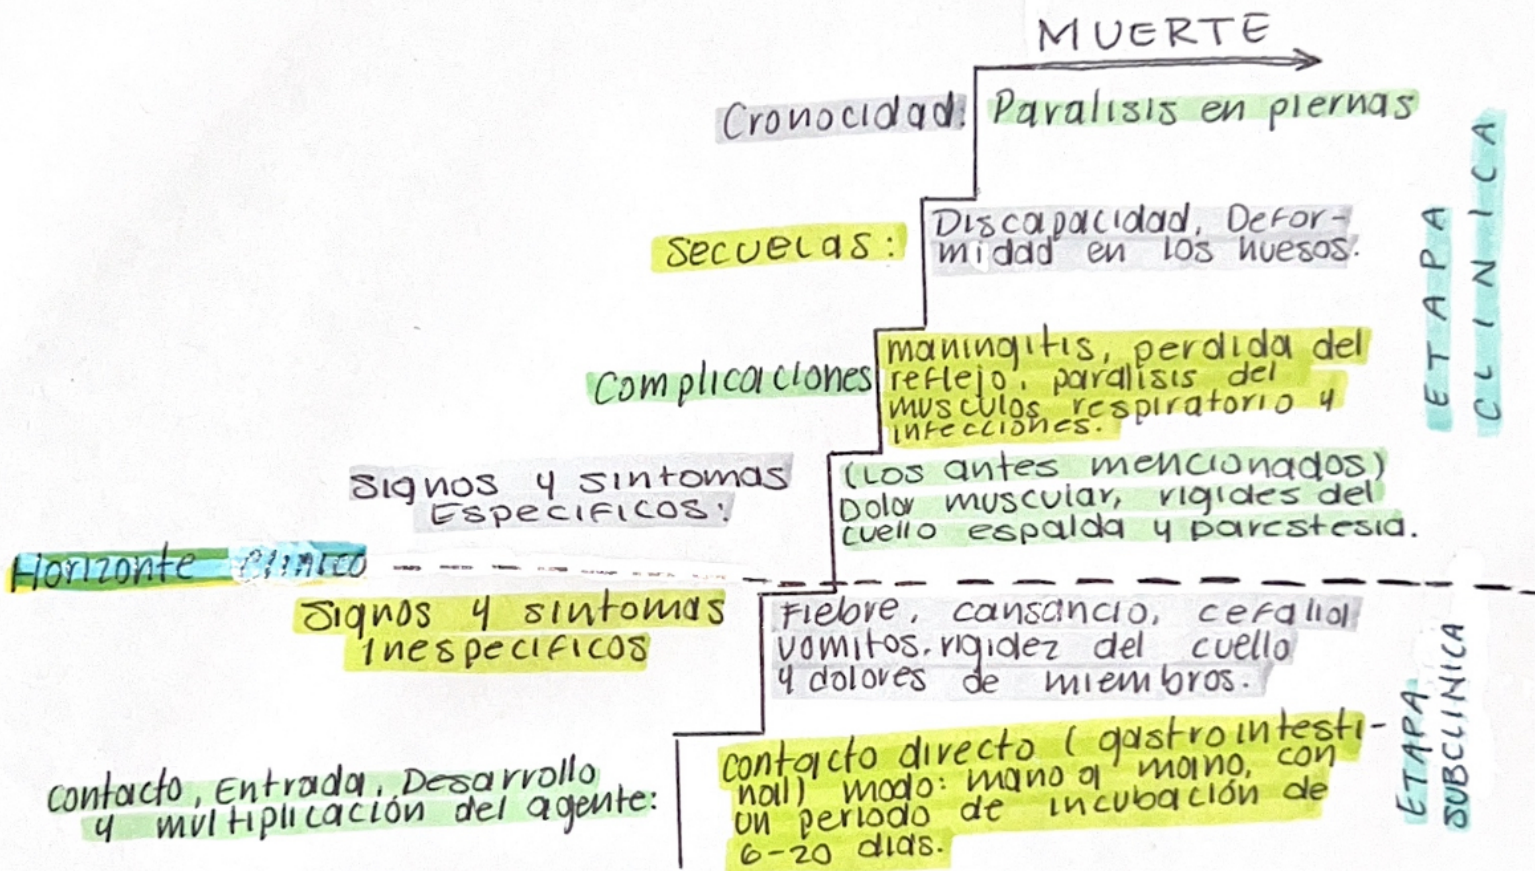 MUERTE
Cronocidad:
Paralisis en piernas
Secuelas:
Discapacidad, Defor-
midad en los huesos.
Complicaciones
maningitis, perdida del
reflejo, paralisis del
musculos respiratorio y
infecciones.
ETAPA
CLINICA
Signos y sintomas
Especificos:
(Los antes mencionados)
Dolor muscular, rigides del
cuello espalda y parestesia.
Horizonte Clinico
Signos y sintomas
inespecificos
Fiebre, cansancio, cefalia
vomitos, rigidez del cuello
y dolores de miembros.
contacto, Entrada, Desarrollo
y multiplicación del agente:
contacto directo (gastrointesti-
nal) modo: mano a mano, con
un periodo de incubación de
6-20 dias.
ETAPA
SUBCLINICA